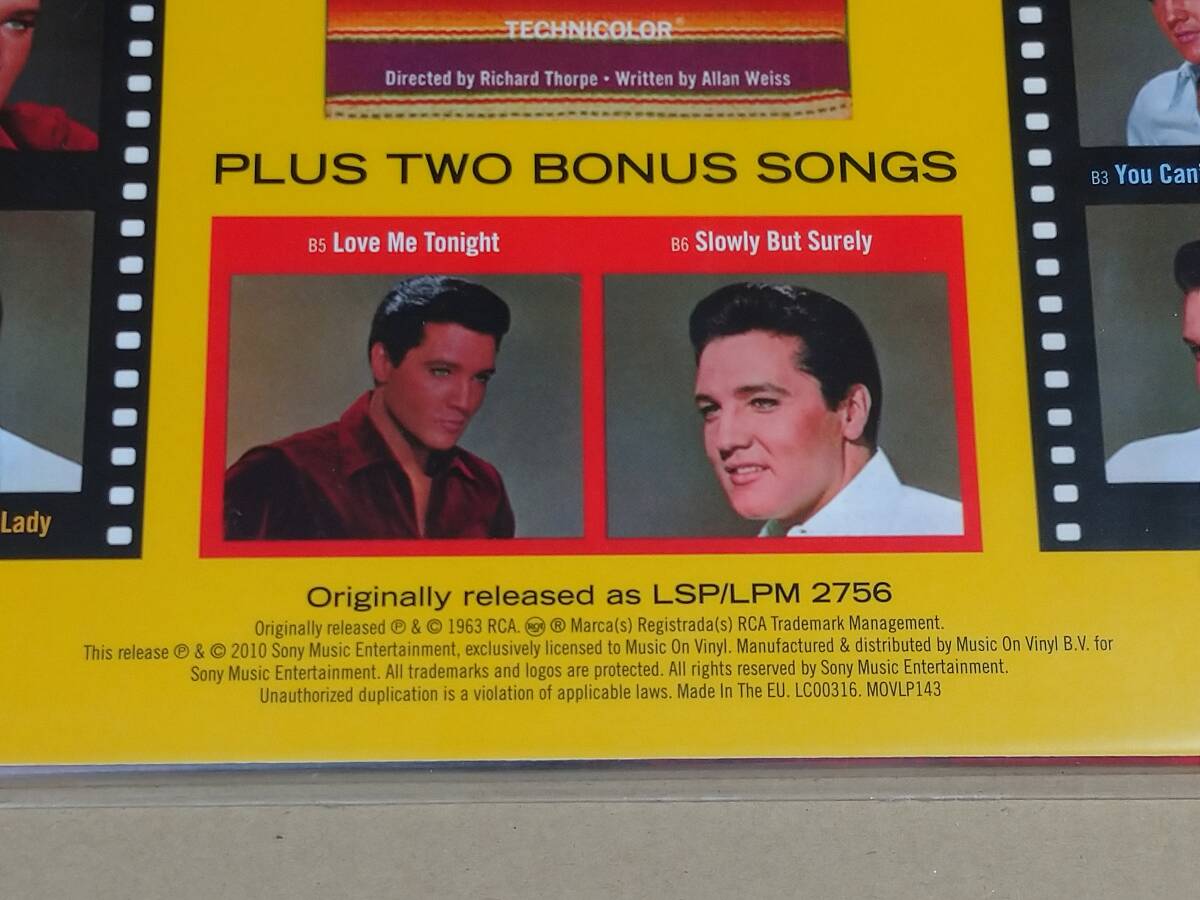 TECHNICOLOR®
Directed by Richard Thorpe • Written by Allan Weiss
PLUS TWO BONUS SONGS
B5 Love Me Tonight
B6 Slowly But Surely
B3 You Can'
Lady
Originally released as LSP/LPM 2756
Originally released ℗ & © 1963 RCA. RCA ® Marca(s) Registrada(s) RCA Trademark Management.
This release ℗ & © 2010 Sony Music Entertainment, exclusively licensed to Music On Vinyl. Manufactured & distributed by Music On Vinyl B.V. for
Sony Music Entertainment. All trademarks and logos are protected. All rights reserved by Sony Music Entertainment.
Unauthorized duplication is a violation of applicable laws. Made In The EU. LC00316. MOVLP143